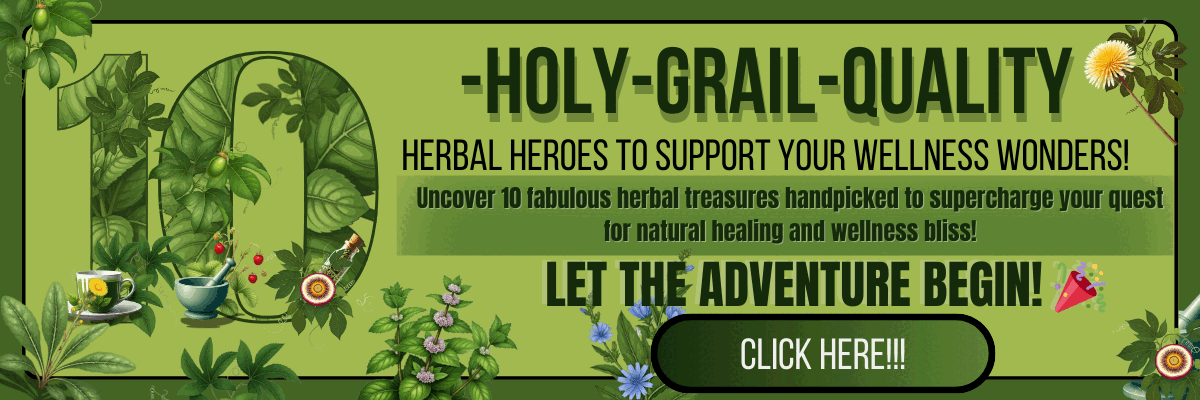 10
-HOLY-GRAIL-QUALITY
HERBAL HEROES TO SUPPORT YOUR WELLNESS WONDERS!
Uncover 10 fabulous herbal treasures handpicked to supercharge your quest
for natural healing and wellness bliss!
LET THE ADVENTURE BEGIN!
CLICK HERE!!!